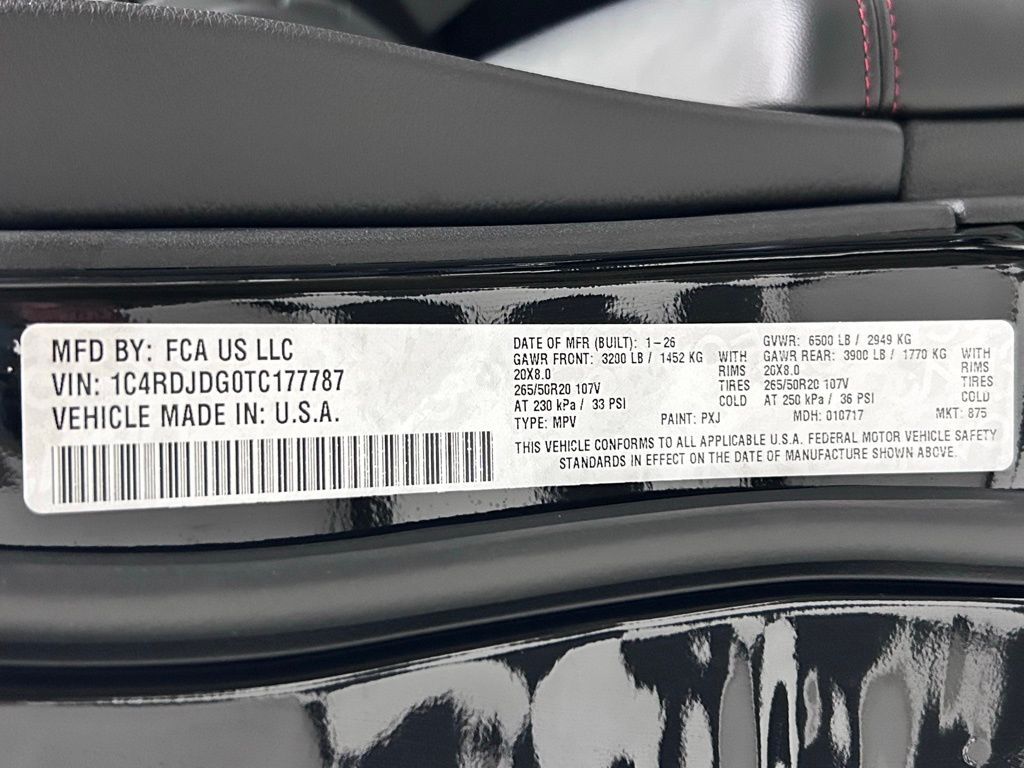 MFD BY: FCA US LLC
VIN: 1C4RDJDG0TC177787
VEHICLE MADE IN: U.S.A.
DATE OF MFR (BUILT): 1-26 GVWR: 6500 LB / 2949 KG
GAWR FRONT: 3200 LB / 1452 KG WITH GAWR REAR: 3900 LB / 1770 KG WITH
20X8.0 RIMS 20X8.0 RIMS
265/50R20 107V TIRES 265/50R20 107V TIRES
AT 230 kPa / 33 PSI COLD AT 250 kPa / 36 PSI COLD
TYPE: MPV PAINT: PXJ MDH: 010717 MKT: 875
THIS VEHICLE CONFORMS TO ALL APPLICABLE U.S.A. FEDERAL MOTOR VEHICLE SAFETY
STANDARDS IN EFFECT ON THE DATE OF MANUFACTURE SHOWN ABOVE.